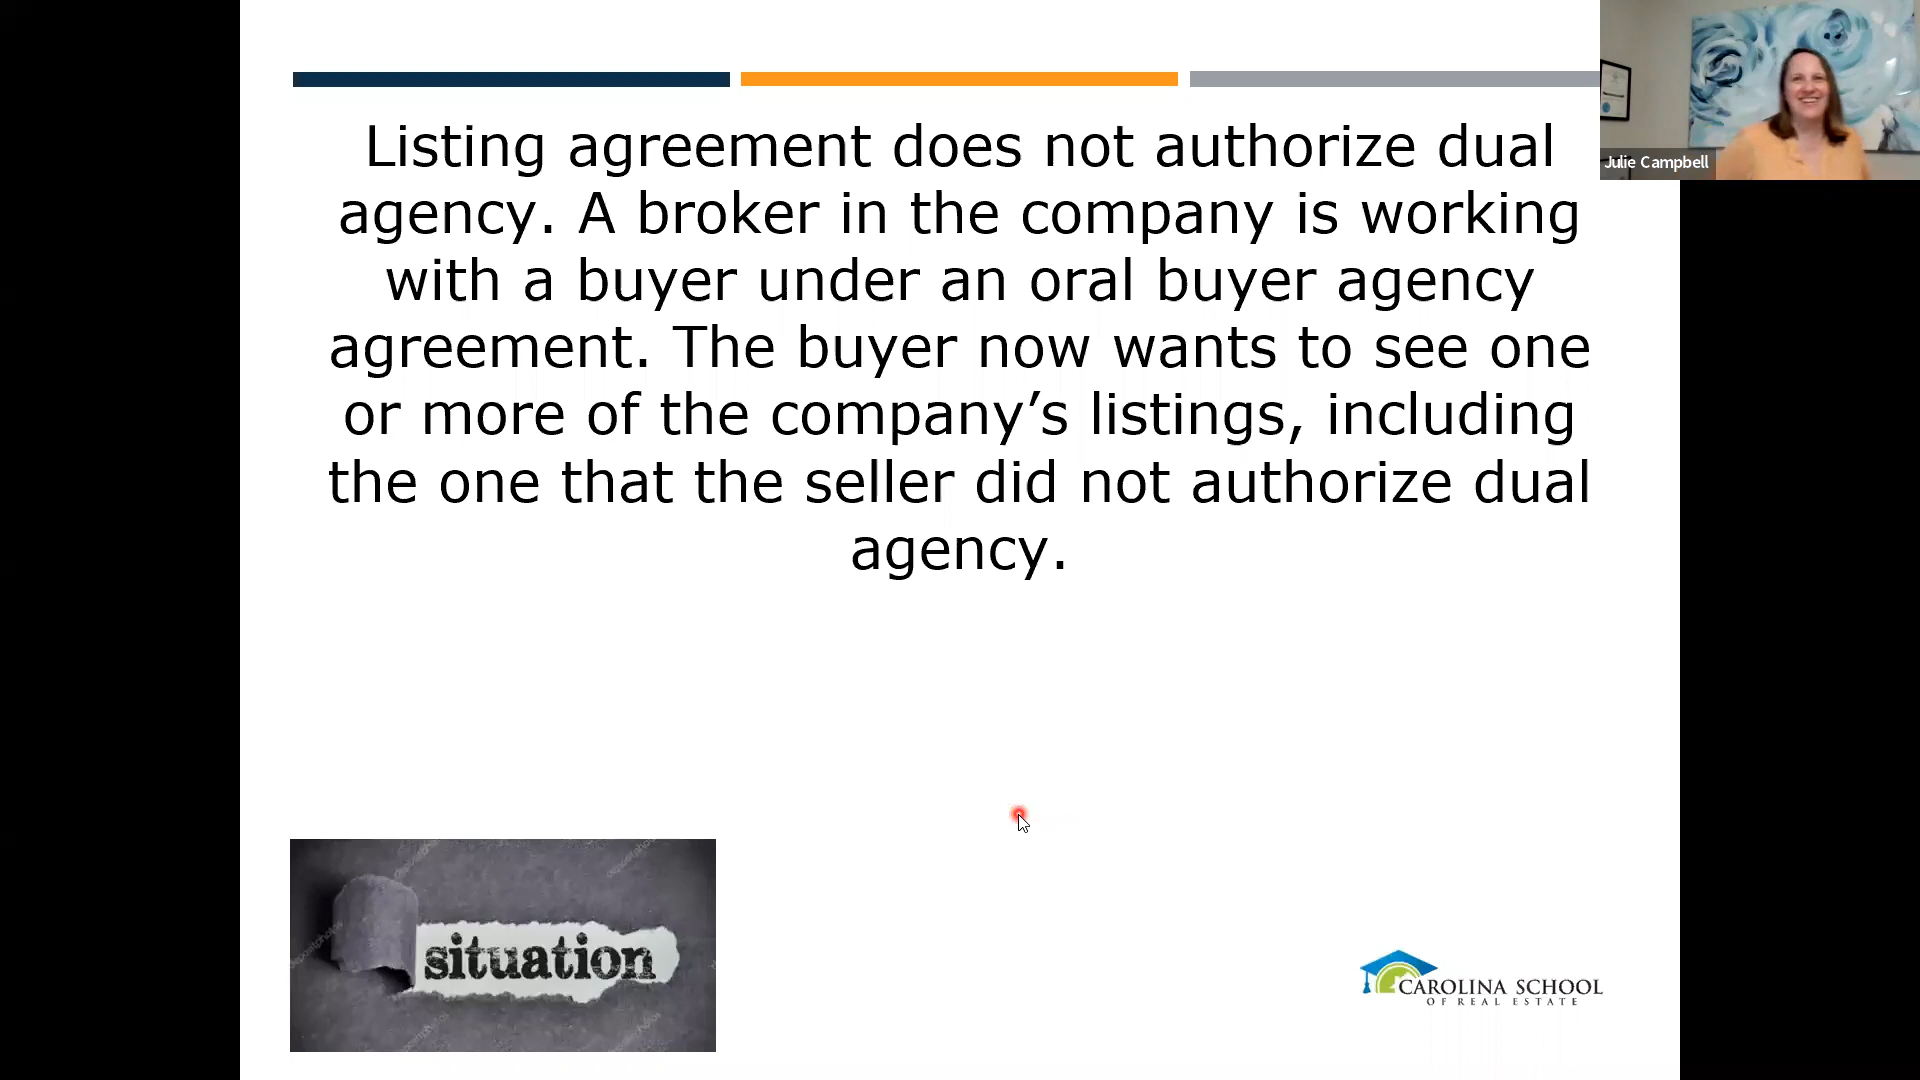 Listing agreement does not authorize dual
agency. A broker in the company is working
with a buyer under an oral buyer agency
agreement. The buyer now wants to see one
or more of the company’s listings, including
the one that the seller did not authorize dual
agency.
Julie Campbell
situation
CAROLINA SCHOOL
OF REAL ESTATE